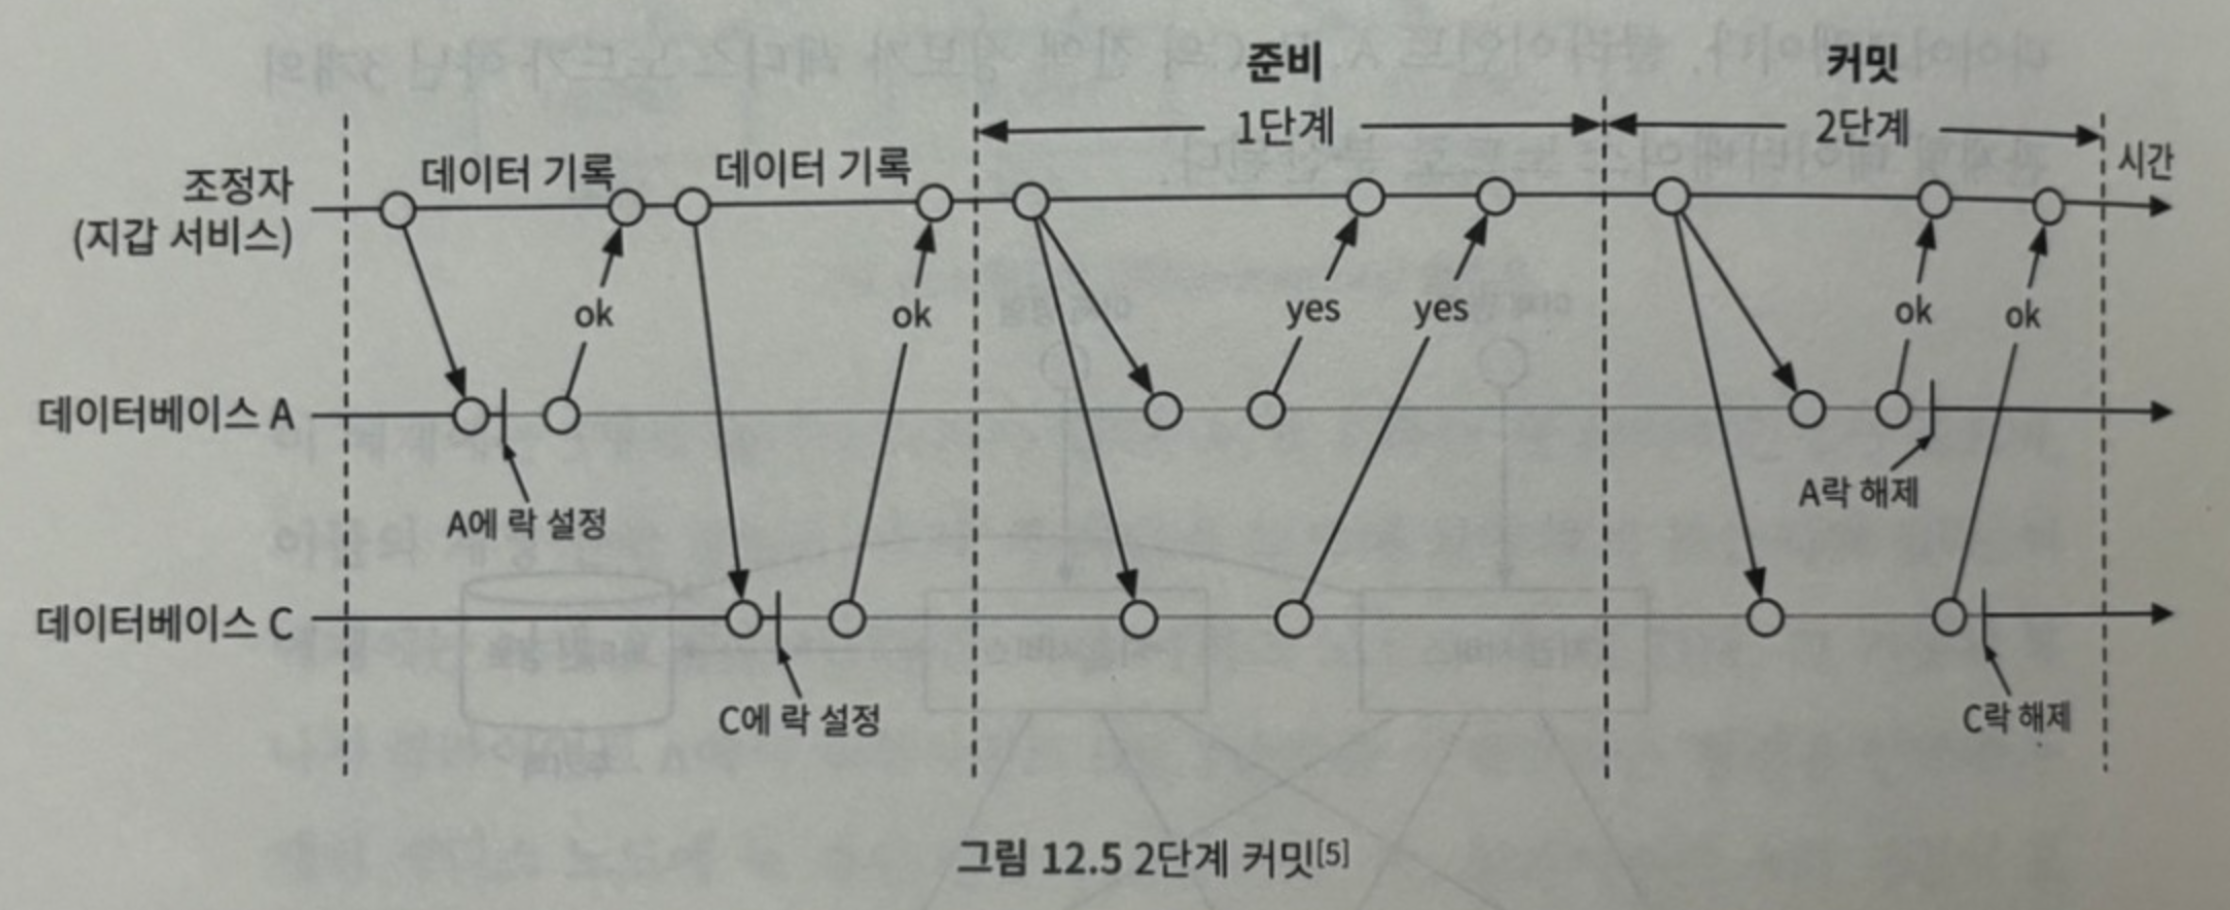 준비
커밋
1단계
2단계
시간
조정자
(지갑 서비스)
데이터 기록
데이터 기록
ok
ok
yes
yes
ok
ok
데이터베이스 A
A에 락 설정
A락 해제
데이터베이스 C
C에 락 설정
C락 해제
그림 12.5 2단계 커밋[5]